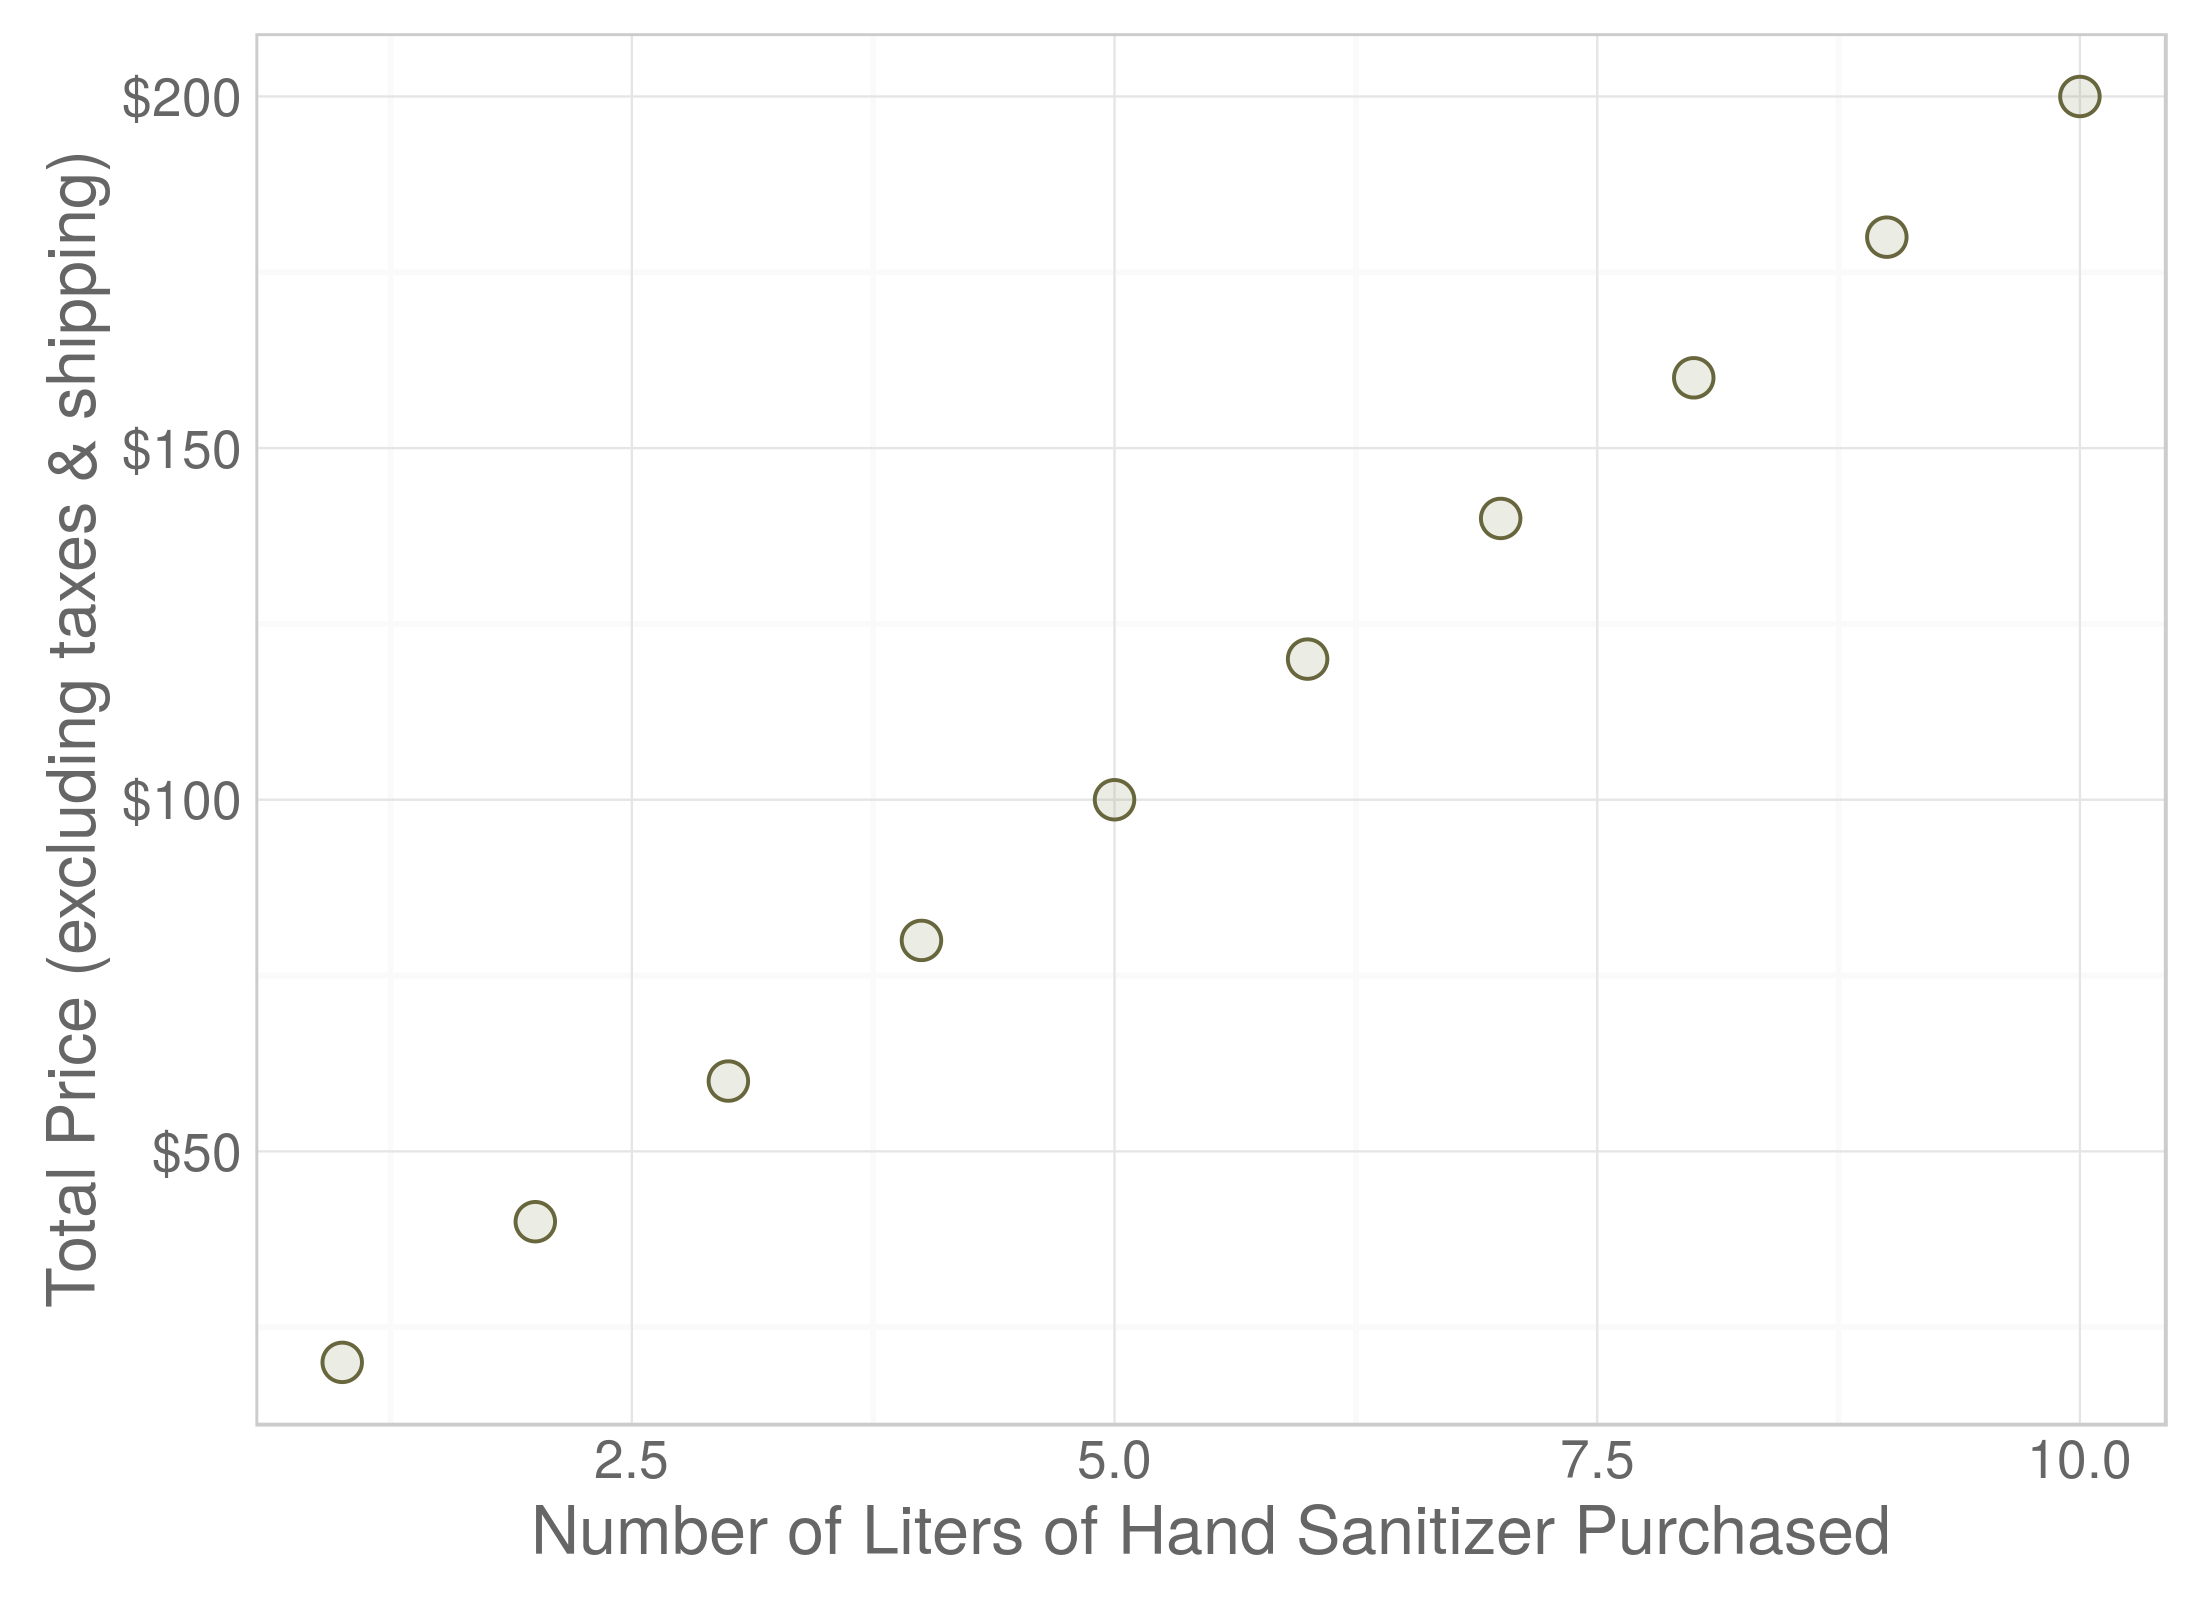 Total Price (excluding taxes & shipping)
$200
$150
$100
$50
2.5 5.0 7.5 10.0
Number of Liters of Hand Sanitizer Purchased